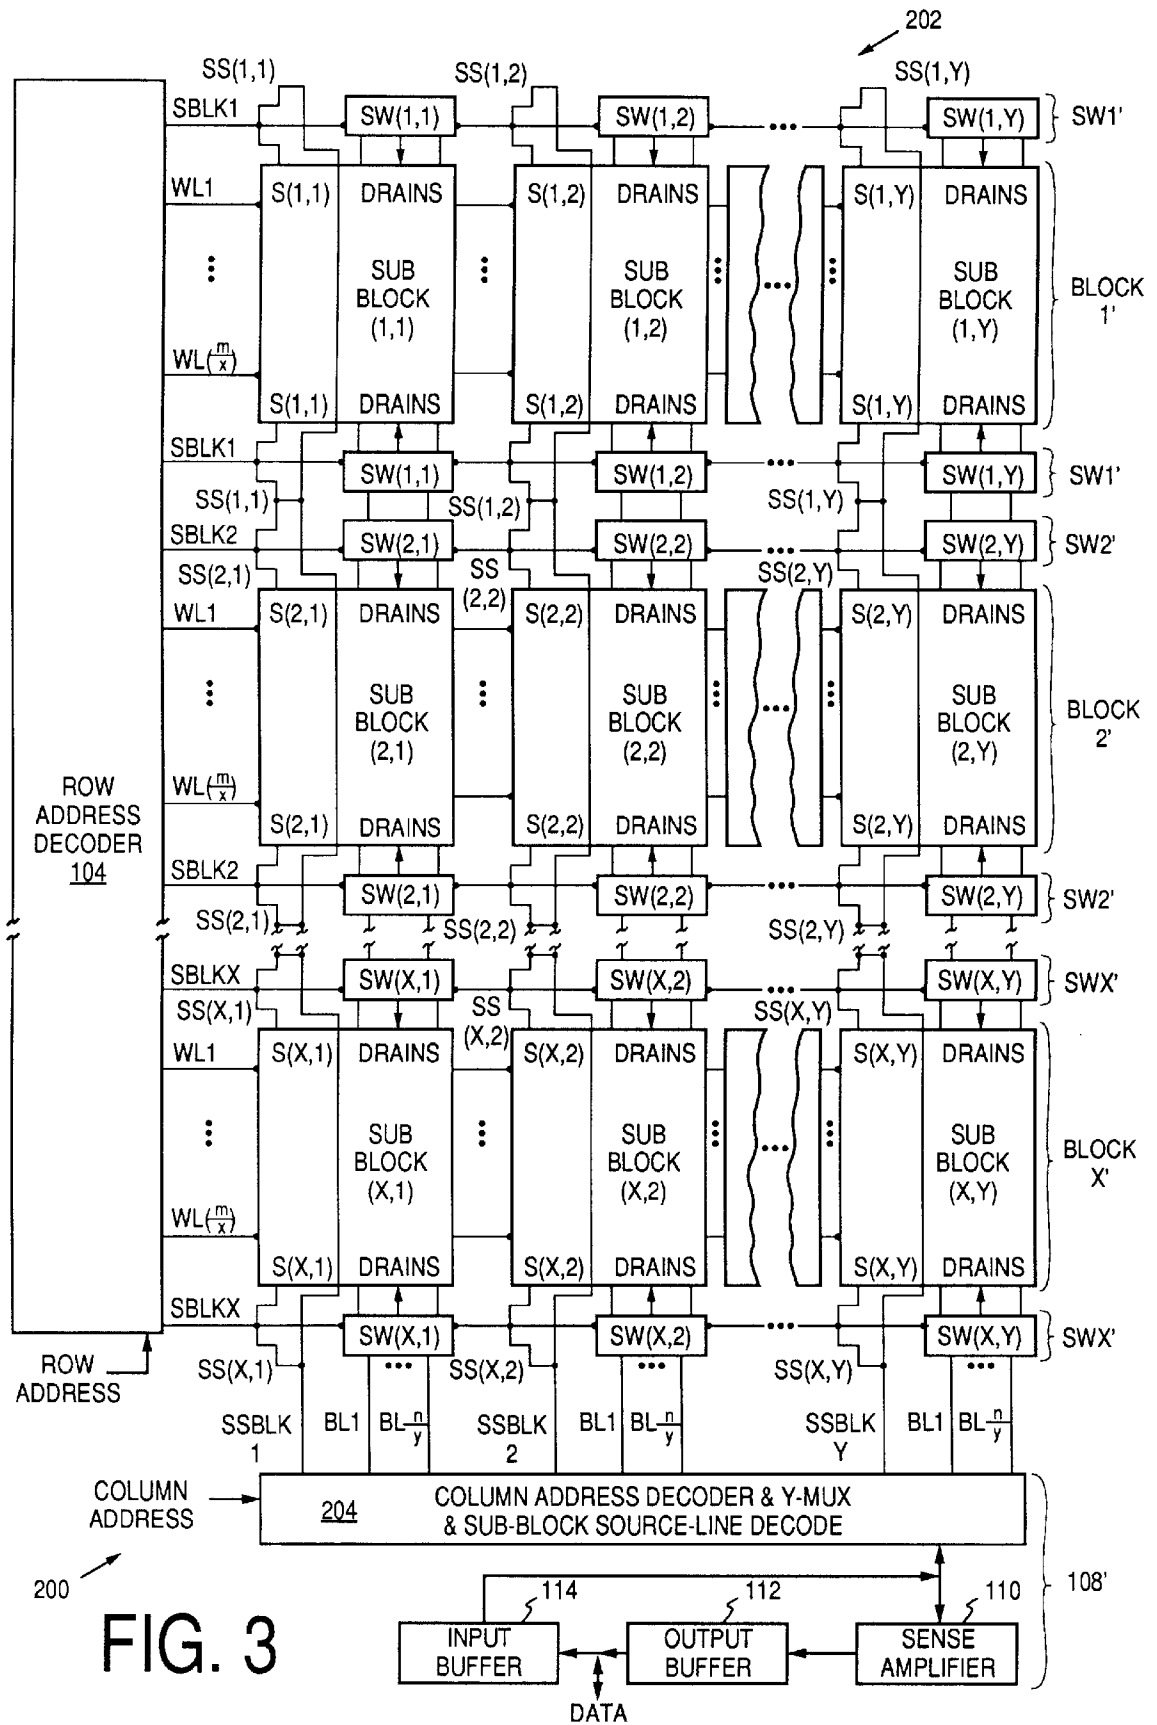 202
SS(1,1) SS(1,2) SS(1,Y)
SBLK1 SW(1,1) SW(1,2) SW(1,Y) SW1'
WL1 S(1,1) DRAINS S(1,2) DRAINS S(1,Y) DRAINS
SUB BLOCK (1,1)
SUB BLOCK (1,2)
SUB BLOCK (1,Y)
BLOCK 1'
WL(m/x)
S(1,1) DRAINS S(1,2) DRAINS S(1,Y) DRAINS
SBLK1 SW(1,1) SW(1,2) SW(1,Y) SW1'
SS(1,1) SS(1,2) SS(1,Y)
SBLK2 SW(2,1) SW(2,2) SW(2,Y) SW2'
SS(2,1) SS (2,2) SS(2,Y)
WL1 S(2,1) DRAINS S(2,2) DRAINS S(2,Y) DRAINS
SUB BLOCK (2,1)
SUB BLOCK (2,2)
SUB BLOCK (2,Y)
BLOCK 2'
ROW
ADDRESS
DECODER
104
WL(m/x)
S(2,1) DRAINS S(2,2) DRAINS S(2,Y) DRAINS
SBLK2 SW(2,1) SW(2,2) SW(2,Y) SW2'
SS(2,1) SS(2,2) SS(2,Y)
SBLKX SW(X,1) SW(X,2) SW(X,Y) SWX'
SS(X,1) SS (X,2) SS(X,Y)
WL1 S(X,1) DRAINS S(X,2) DRAINS S(X,Y) DRAINS
SUB BLOCK (X,1)
SUB BLOCK (X,2)
SUB BLOCK (X,Y)
BLOCK X'
WL(m/x)
S(X,1) DRAINS S(X,2) DRAINS S(X,Y) DRAINS
SBLKX SW(X,1) SW(X,2) SW(X,Y) SWX'
ROW
ADDRESS
SS(X,1) SS(X,2) SS(X,Y)
SSBLK 1 BL1 BL n/y SSBLK 2 BL1 BL n/y SSBLK Y BL1 BL n/y
COLUMN
ADDRESS
204
COLUMN ADDRESS DECODER & Y-MUX
& SUB-BLOCK SOURCE-LINE DECODE
200
108'
114 112 110
INPUT BUFFER
OUTPUT BUFFER
SENSE AMPLIFIER
DATA
FIG. 3